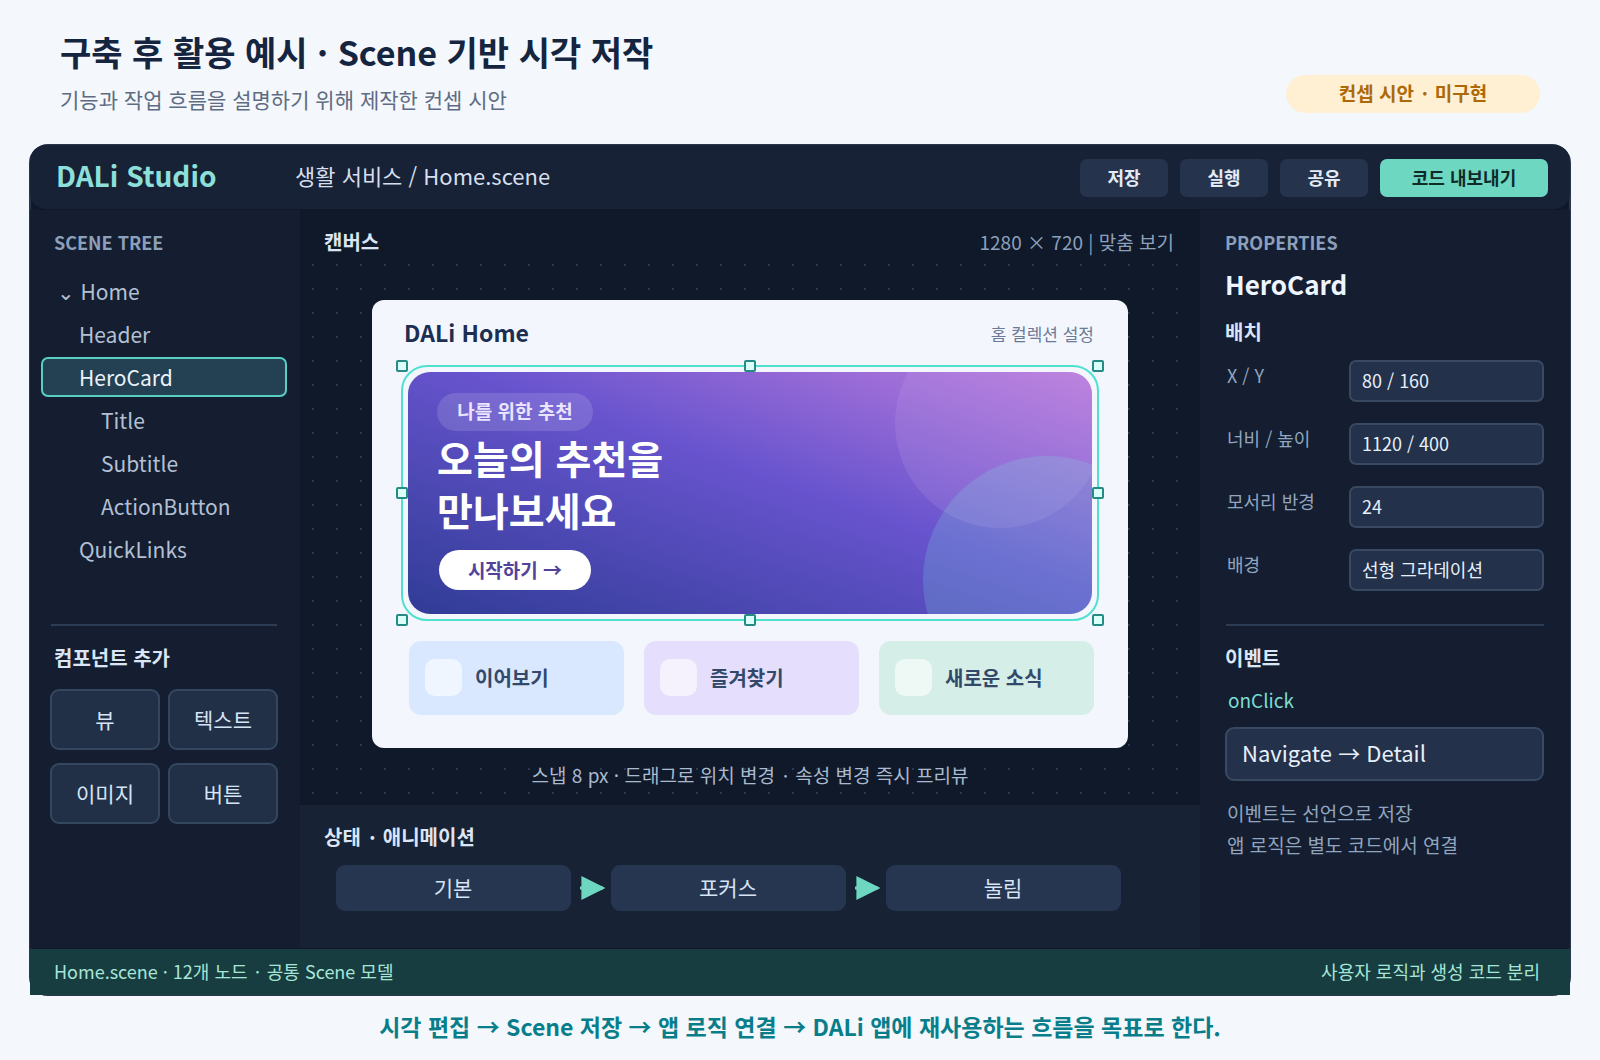 구축 후 활용 예시 · Scene 기반 시각 저작
기능과 작업 흐름을 설명하기 위해 제작한 컨셉 시안
컨셉 시안 · 미구현
DALi Studio
생활 서비스 / Home.scene
저장
실행
공유
코드 내보내기
SCENE TREE
⌄ Home
Header
HeroCard
Title
Subtitle
ActionButton
QuickLinks
컴포넌트 추가
뷰
텍스트
이미지
버튼
캔버스
1280 × 720 | 맞춤 보기
DALi Home
홈 컬렉션 설정
나를 위한 추천
오늘의 추천을
만나보세요
시작하기 →
이어보기
즐겨찾기
새로운 소식
스냅 8 px · 드래그로 위치 변경 · 속성 변경 즉시 프리뷰
상태 · 애니메이션
기본
포커스
눌림
PROPERTIES
HeroCard
배치
X / Y
80 / 160
너비 / 높이
1120 / 400
모서리 반경
24
배경
선형 그라데이션
이벤트
onClick
Navigate → Detail
이벤트는 선언으로 저장
앱 로직은 별도 코드에서 연결
Home.scene · 12개 노드 · 공통 Scene 모델
사용자 로직과 생성 코드 분리
시각 편집 → Scene 저장 → 앱 로직 연결 → DALi 앱에 재사용하는 흐름을 목표로 한다.